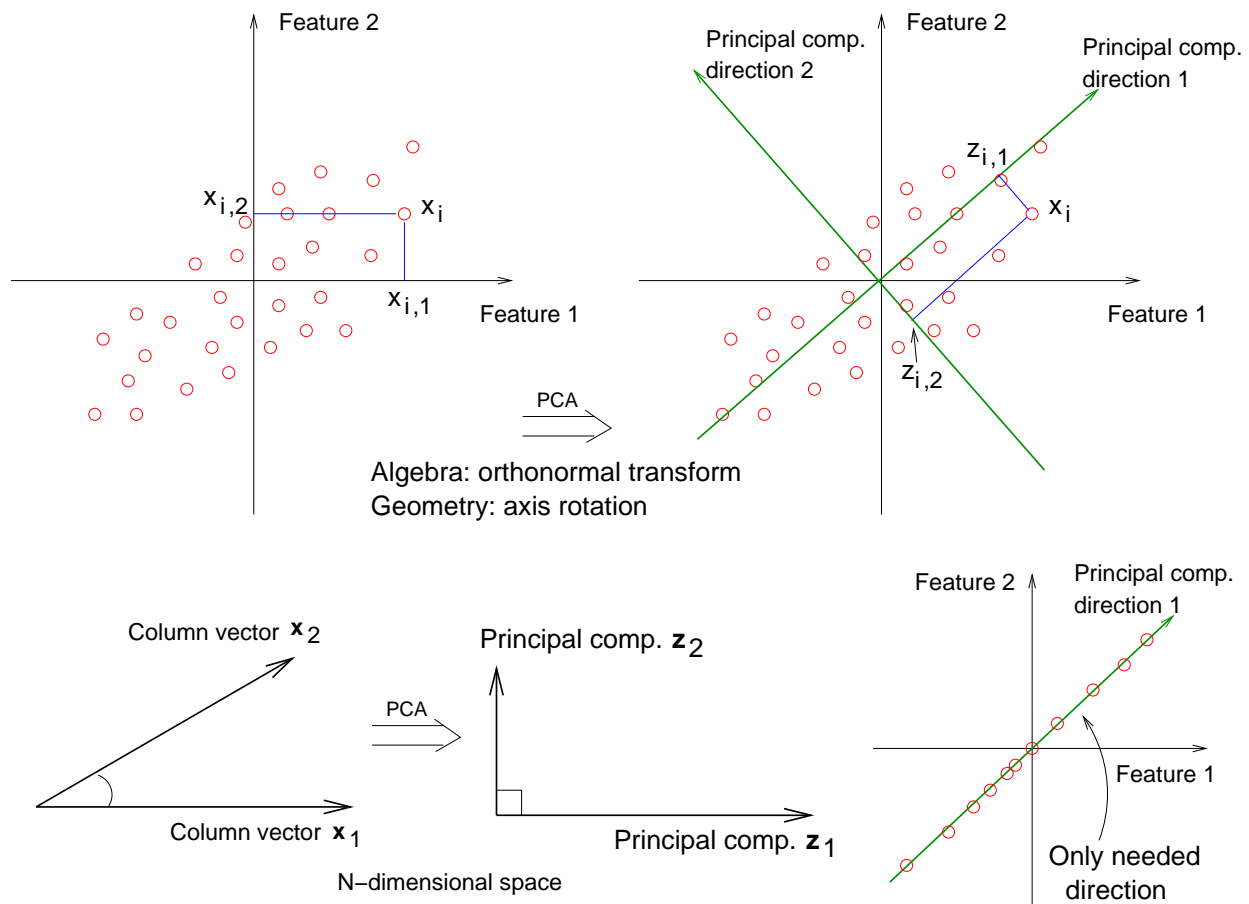 Feature 2
x i,2
x i
x i,1
Feature 1
Principal comp.
direction 2
Principal comp.
direction 1
z i,1
x i
Feature 1
z i,2
PCA
Algebra: orthonormal transform
Geometry: axis rotation
Column vector x 2
Column vector x 1
PCA
Principal comp. z 2
Principal comp. z 1
N−dimensional space
Feature 2
Principal comp.
direction 1
Feature 1
Only needed
direction